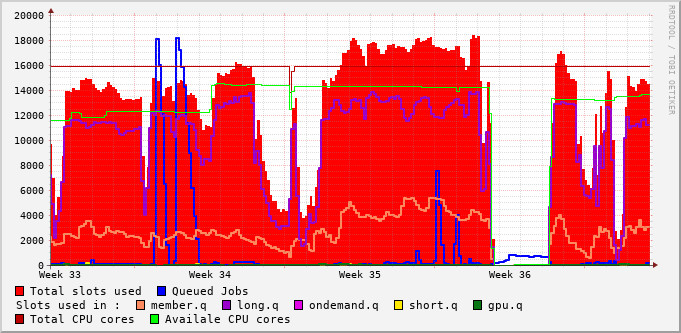 20000
18000
16000
14000
12000
10000
8000
6000
4000
2000
0
Week 33 Week 34 Week 35 Week 36
RRDTOOL / TOBI OETIKER
Total slots used Queued Jobs
Slots used in : member.q long.q ondemand.q short.q gpu.q
Total CPU cores Availale CPU cores